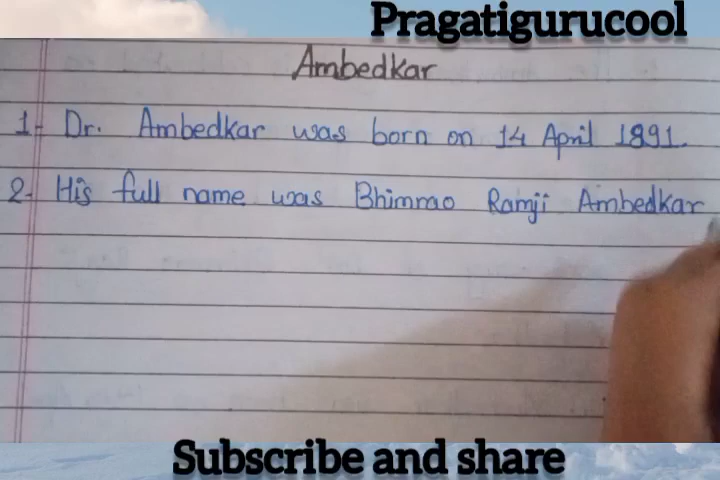 Pragatigurucool
Ambedkar
1- Dr. Ambedkar was born on 14 April 1891.
2- His full name was Bhimrao Ramji Ambedkar
Subscribe and share